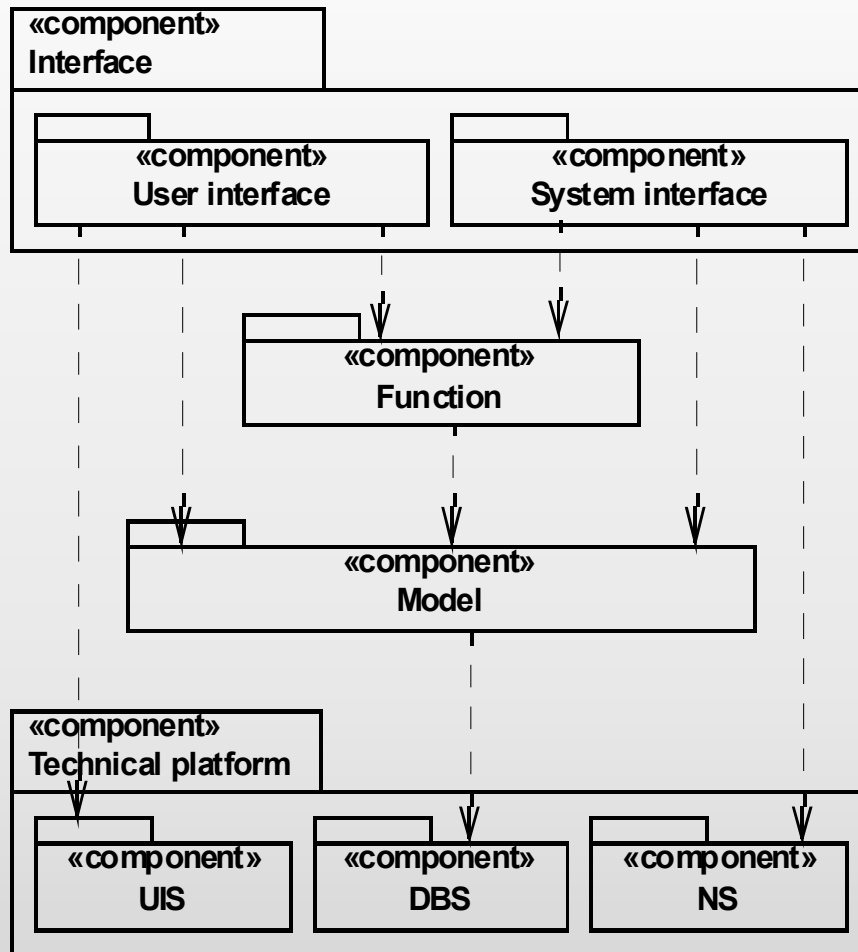 «component»
Interface
«component»
User interface
«component»
System interface
«component»
Function
«component»
Model
«component»
Technical platform
«component»
UIS
«component»
DBS
«component»
NS